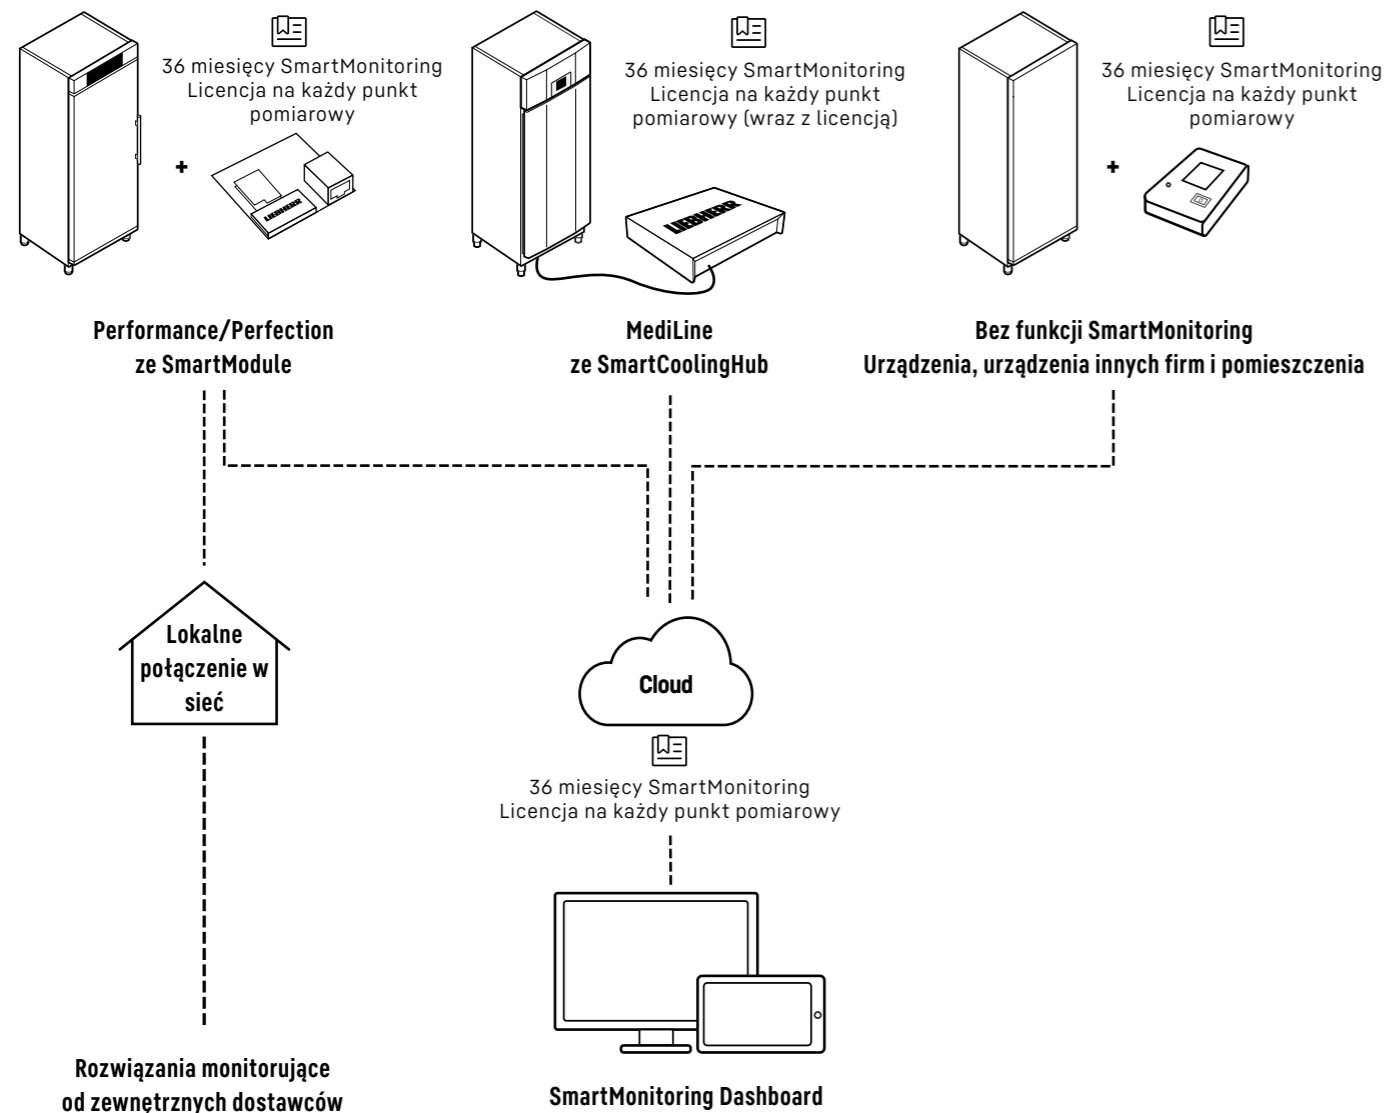 36 miesięcy SmartMonitoring
Licencja na każdy punkt
pomiarowy
+
LIEBHERR
Performance/Perfection
ze SmartModule
36 miesięcy SmartMonitoring
Licencja na każdy punkt
pomiarowy (wraz z licencją)
LIEBHERR
MediLine
ze SmartCoolingHub
36 miesięcy SmartMonitoring
Licencja na każdy punkt
pomiarowy
+
Bez funkcji SmartMonitoring
Urządzenia, urządzenia innych firm i pomieszczenia
Lokalne
połączenie w
sieć
Cloud
36 miesięcy SmartMonitoring
Licencja na każdy punkt pomiarowy
Rozwiązania monitorujące
od zewnętrznych dostawców
SmartMonitoring Dashboard